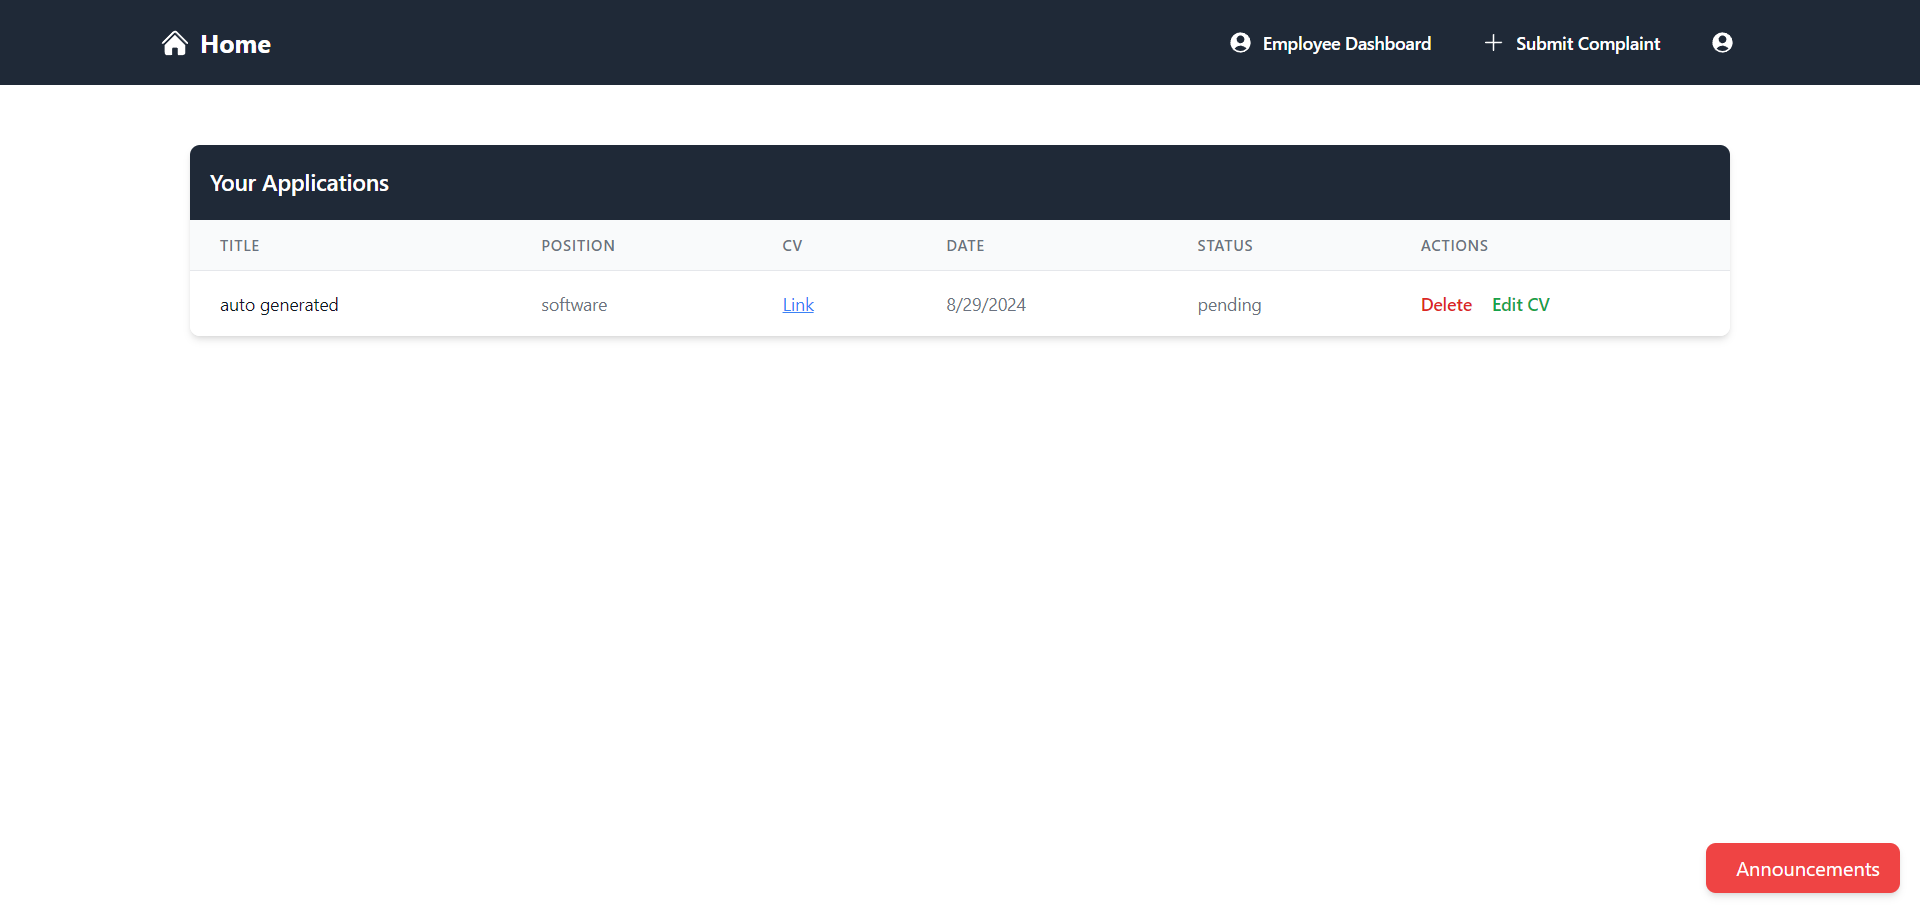 Home Employee Dashboard Submit Complaint
Your Applications
TITLE POSITION CV DATE STATUS ACTIONS
auto generated software Link 8/29/2024 pending Delete Edit CV
Announcements